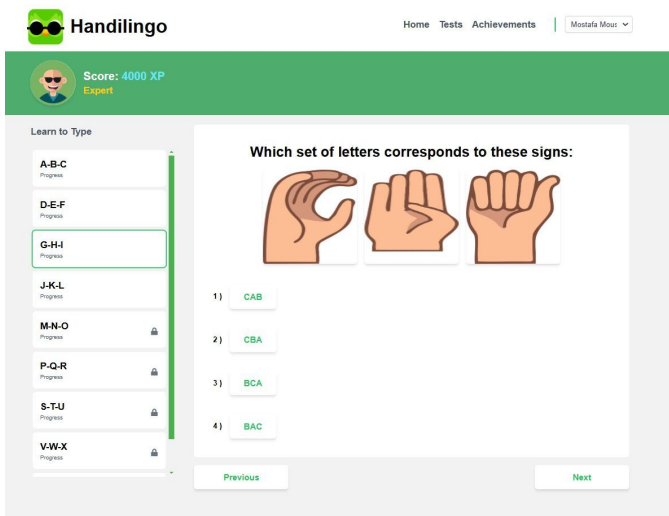 Handilingo
Home Tests Achievements Mostafa Mous
Score: 4000 XP
Expert
Learn to Type
A-B-C
Progress
D-E-F
Progress
G-H-I
Progress
J-K-L
Progress
M-N-O
Progress
P-Q-R
Progress
S-T-U
Progress
V-W-X
Progress
Which set of letters corresponds to these signs:
1) CAB
2) CBA
3) BCA
4) BAC
Previous Next